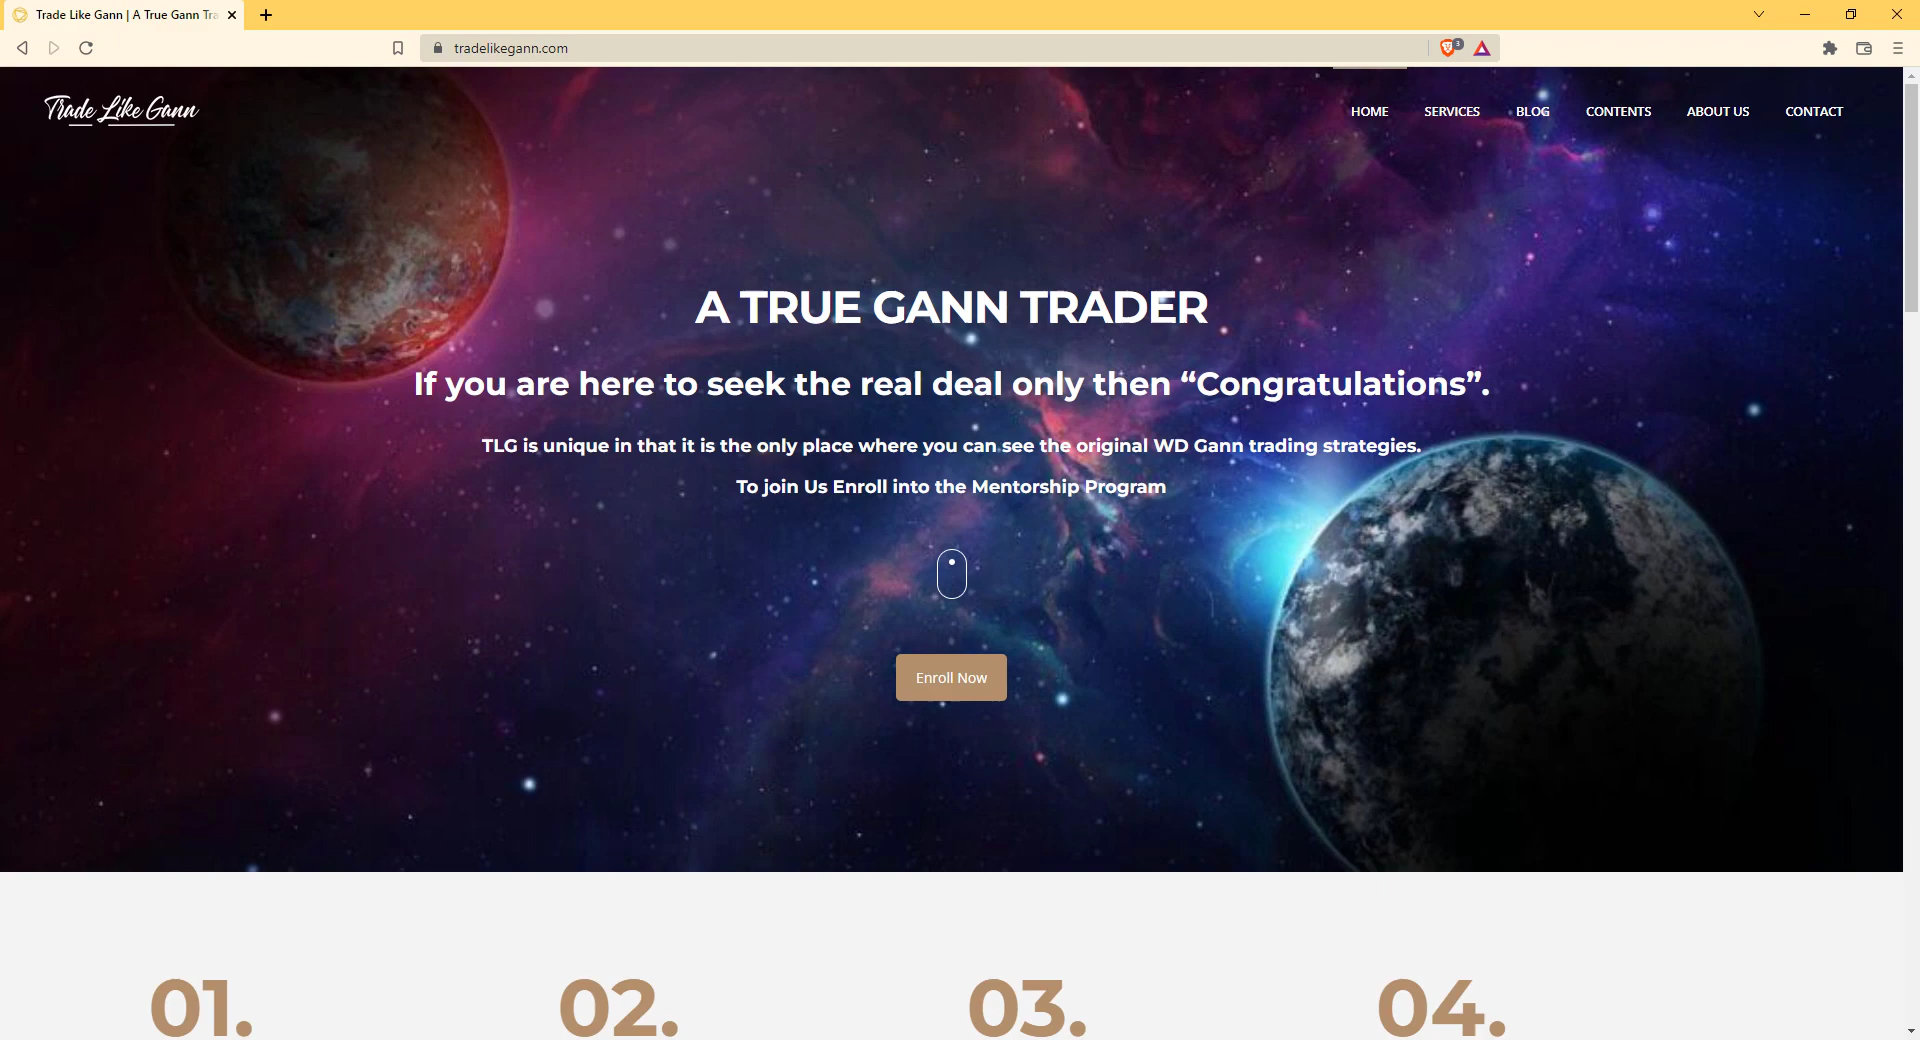 Trade Like Gann | A True Gann Tra
tradelikegann.com
3
Trade Like Gann
HOME SERVICES BLOG CONTENTS ABOUT US CONTACT
A TRUE GANN TRADER
If you are here to seek the real deal only then “Congratulations”.
TLG is unique in that it is the only place where you can see the original WD Gann trading strategies.
To join Us Enroll into the Mentorship Program
Enroll Now
01. 02. 03. 04.